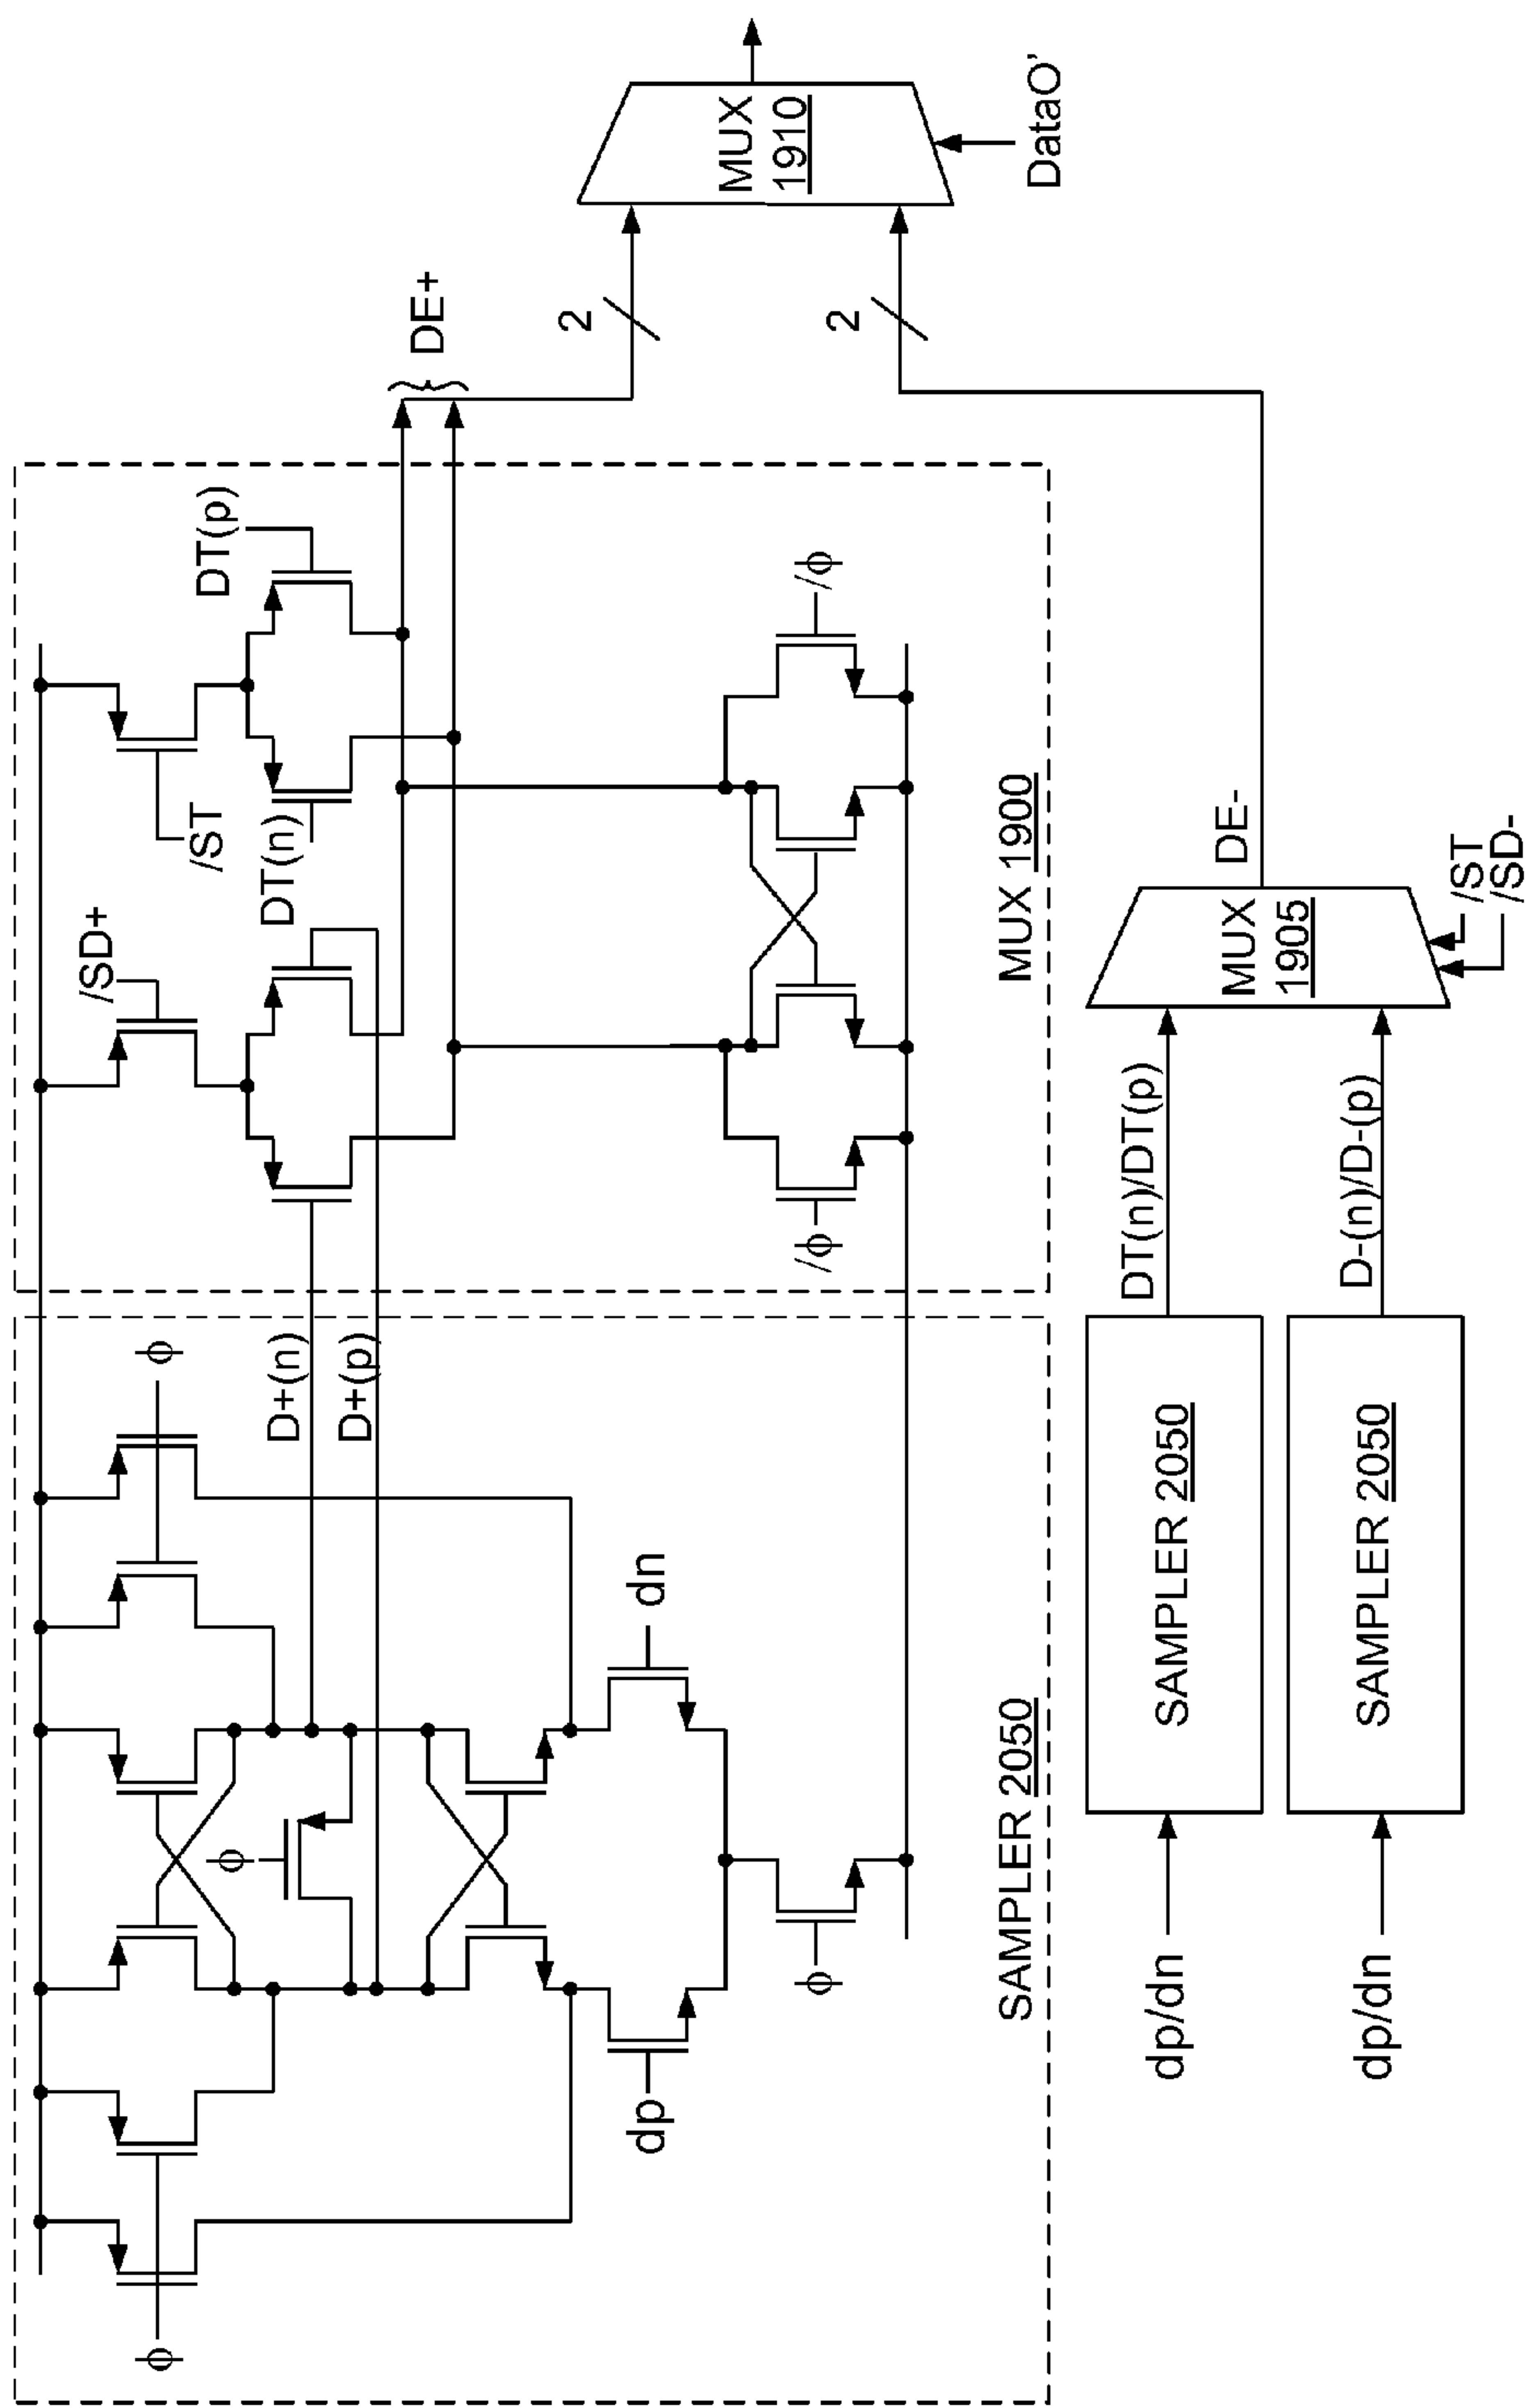 ϕ
ϕ
D+(n)
D+(p)
ϕ
dp
dn
ϕ
SAMPLER 2050
/SD+
/ST
DT(n)
DT(p)
/ϕ
/ϕ
MUX 1900
DE+
2
2
MUX
1910
DataO'
dp/dn
SAMPLER 2050
DT(n)/DT(p)
dp/dn
SAMPLER 2050
D-(n)/D-(p)
MUX
1905
DE-
/ST
/SD-